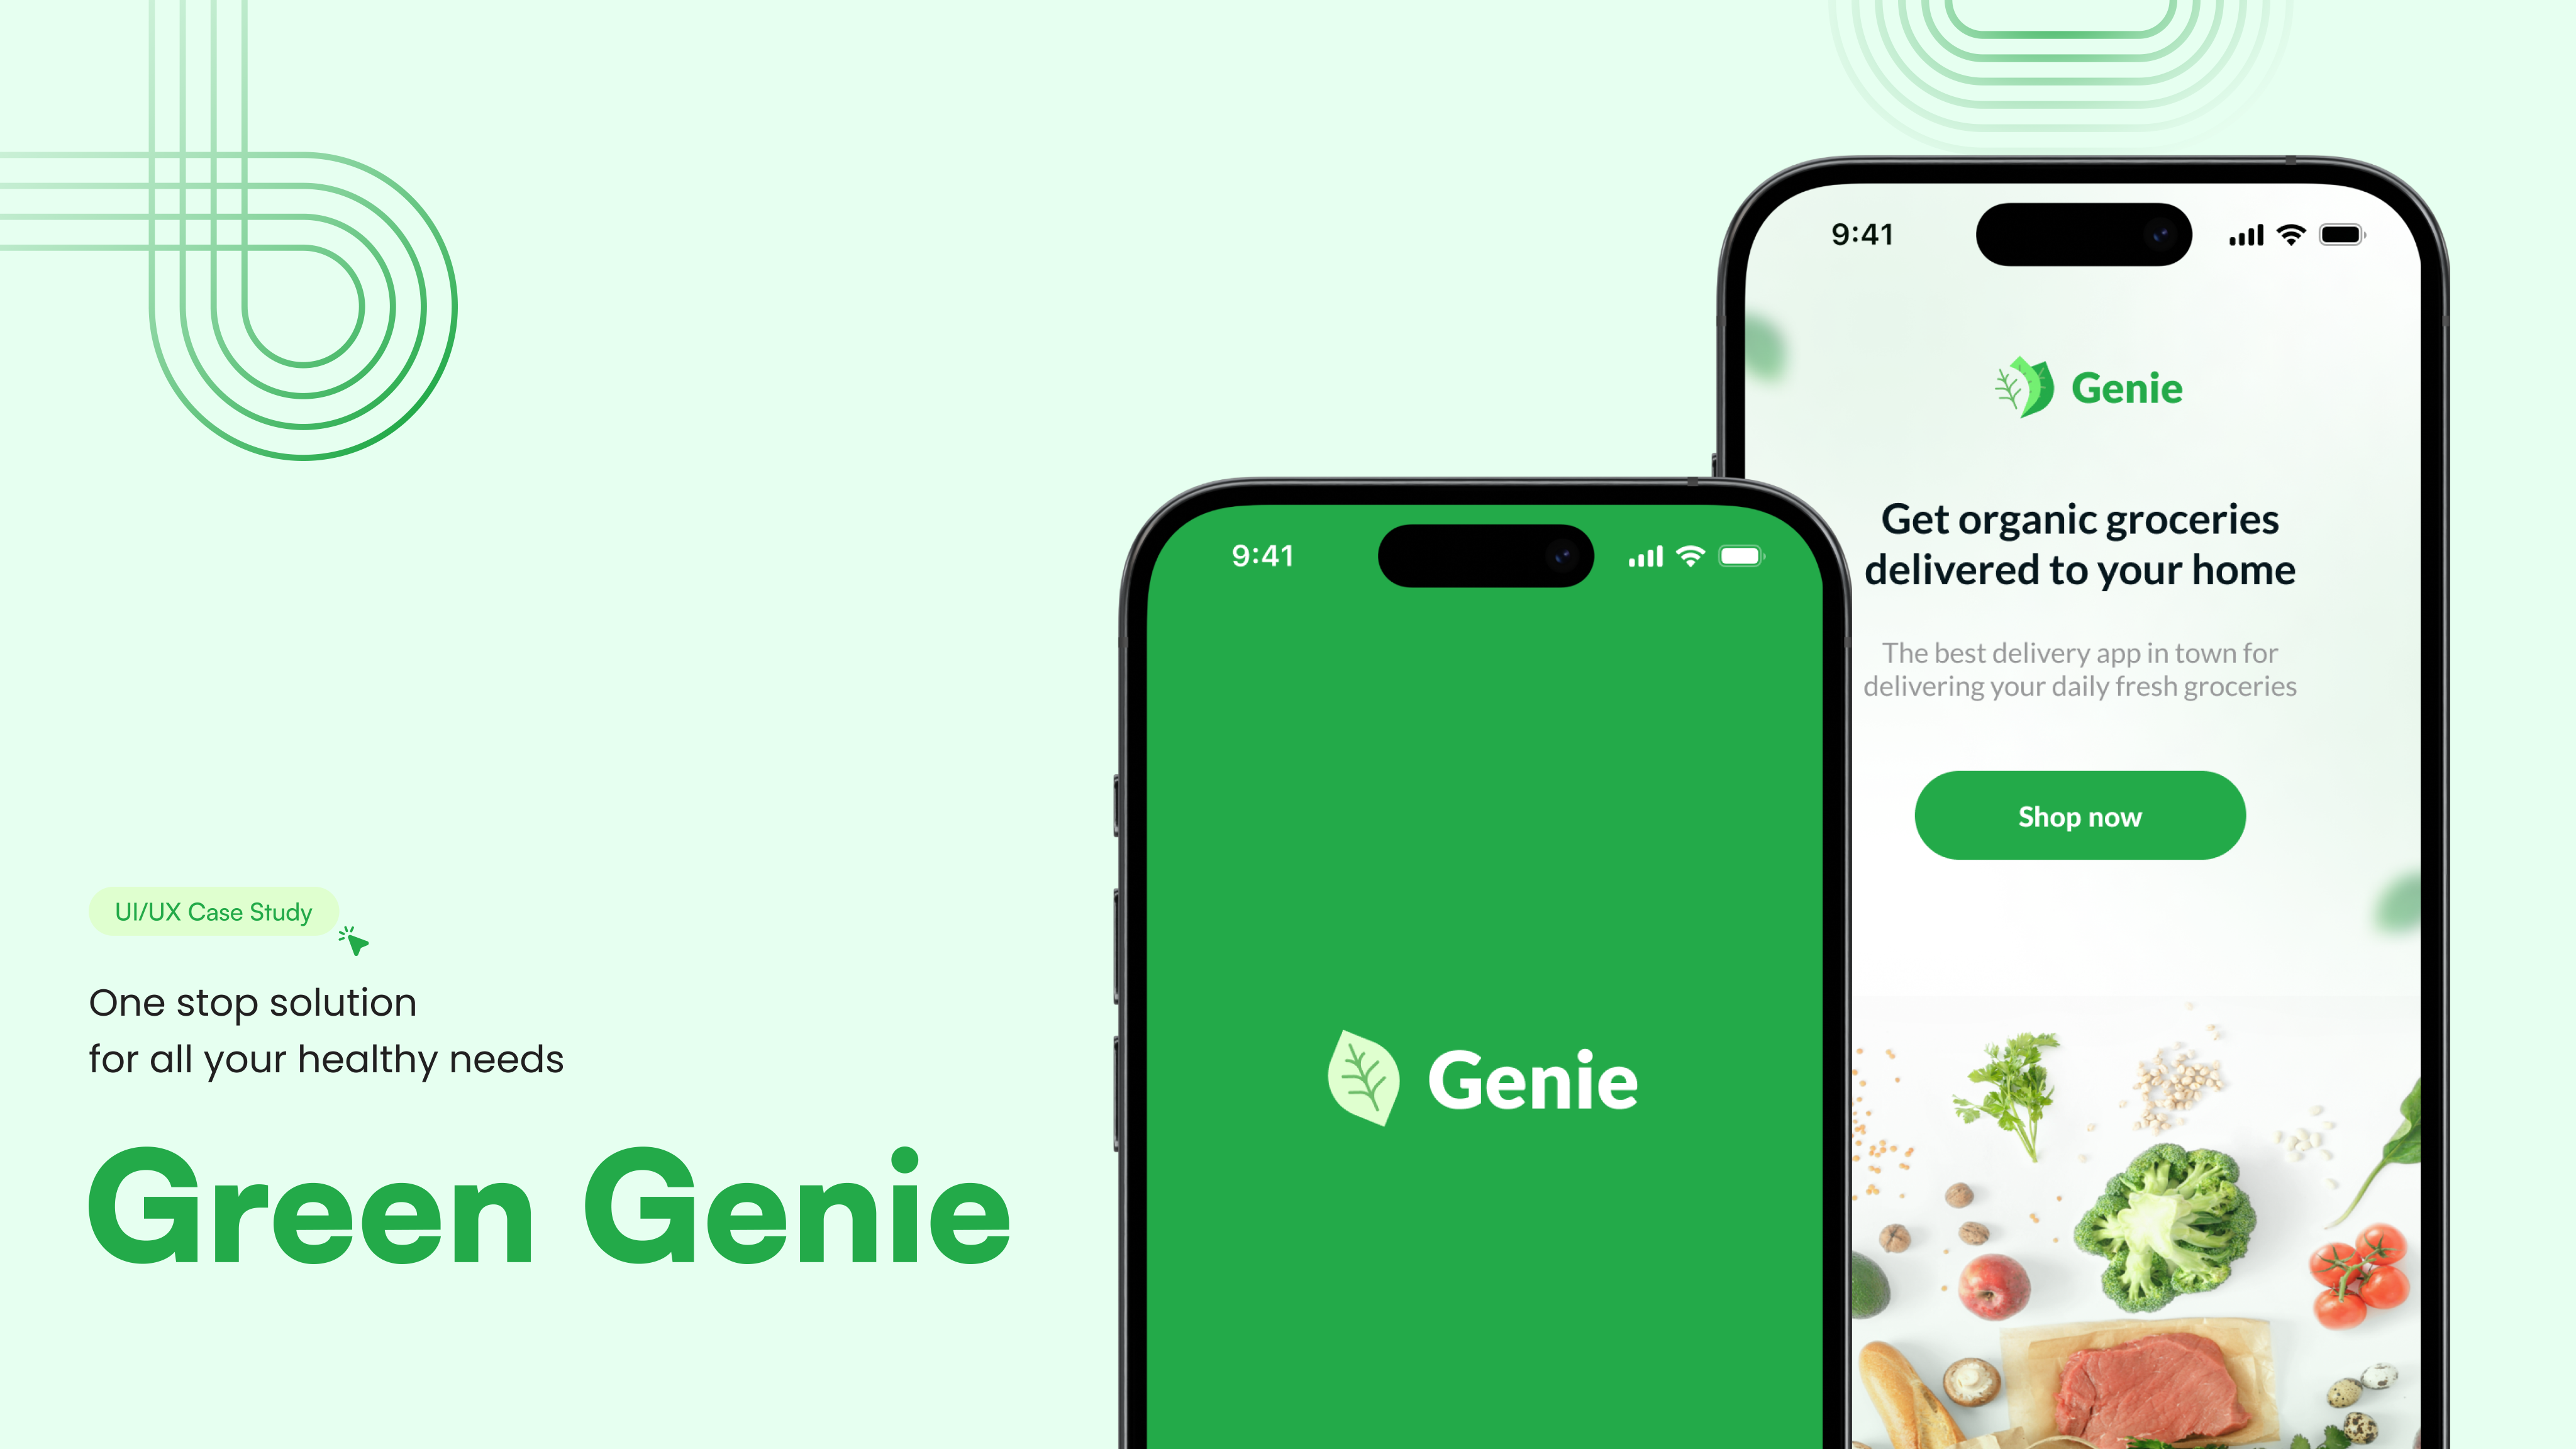 UI/UX Case Study
One stop solution
for all your healthy needs
Green Genie
9:41
Genie
9:41
Genie
Get organic groceries
delivered to your home
The best delivery app in town for
delivering your daily fresh groceries
Shop now